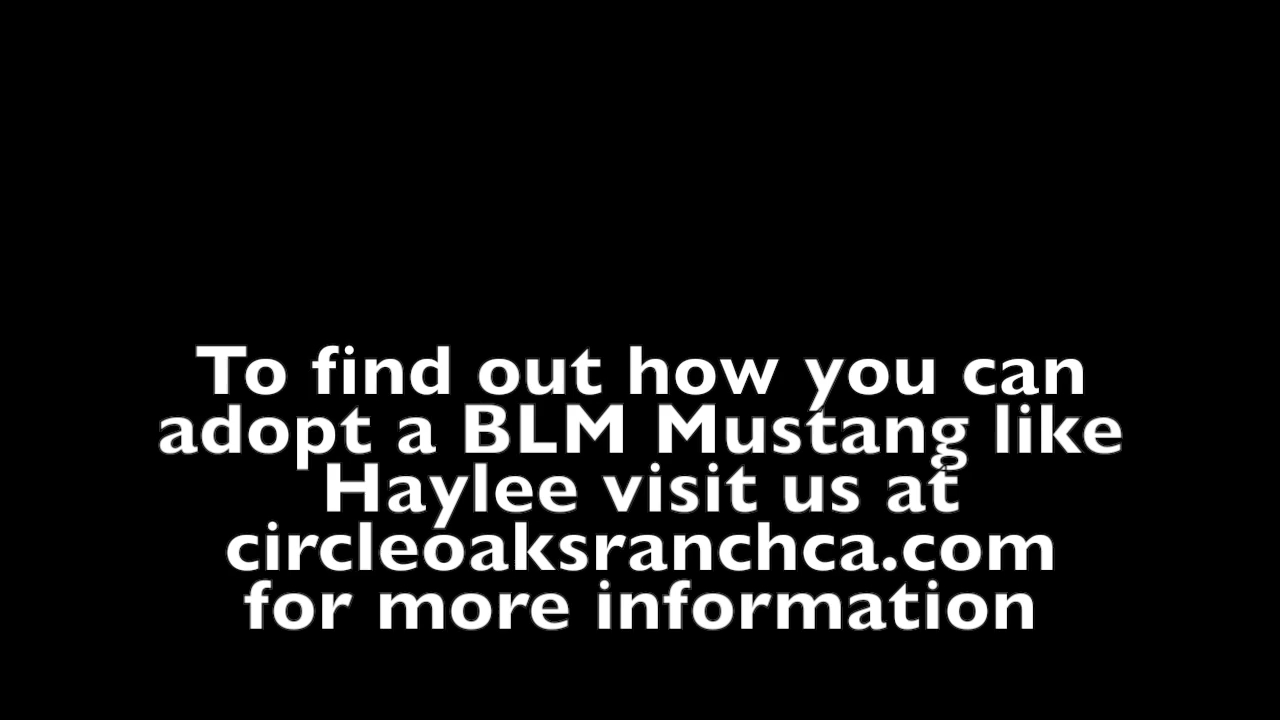 To find out how you can
adopt a BLM Mustang like
Haylee visit us at
circleoaksranchca.com
for more information